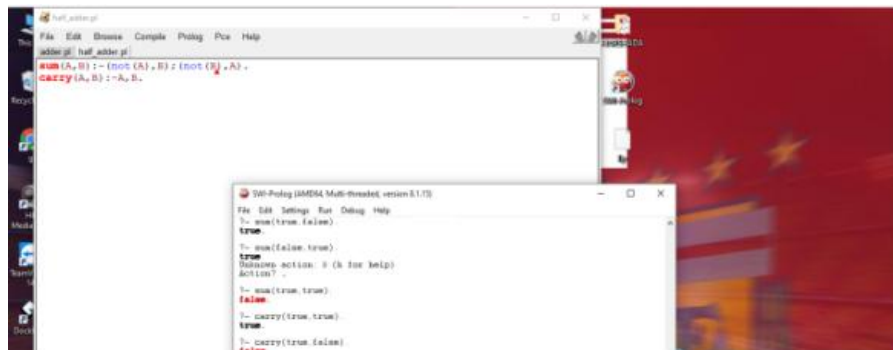 half_adder.pl
File Edit Browse Compile Prolog Pce Help
adder.pl half_adder.pl
sum(A,B):-(not(A),B);(not(B),A).
carry(A,B):-A,B.
SWI-Prolog (AMD64, Multi-threaded, version 8.1.15)
File Edit Settings Run Debug Help
?- sum(true,false).
true.
?- sum(false,true).
true
Unknown action: (h for help)
Action? .
?- sum(true,true).
false.
?- carry(true,true).
true.
?- carry(true,false).
false.